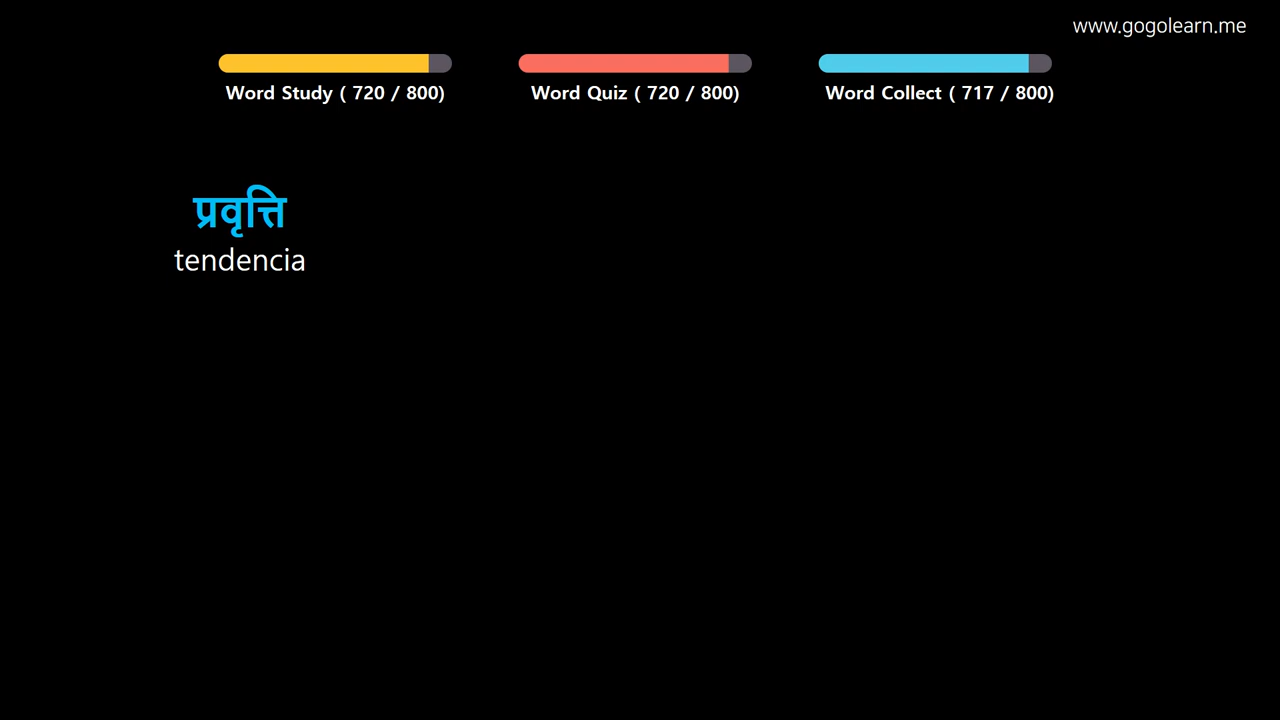 www.gogolearn.me
Word Study ( 720 / 800)
Word Quiz ( 720 / 800)
Word Collect ( 717 / 800)
प्रवृत्ति
tendencia